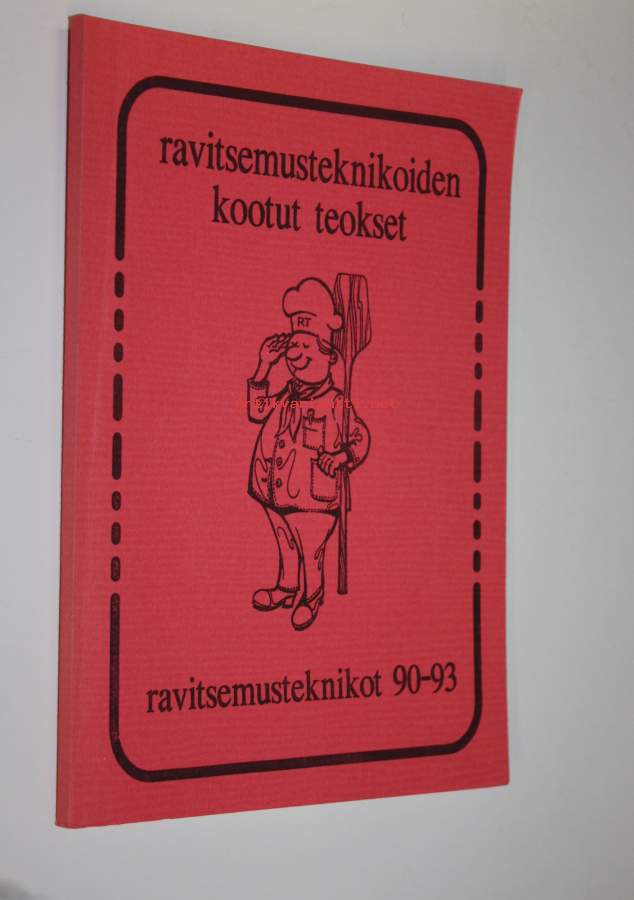 ravitsemusteknikoiden
kootut teokset
RT
ravitsemusteknikot 90-93